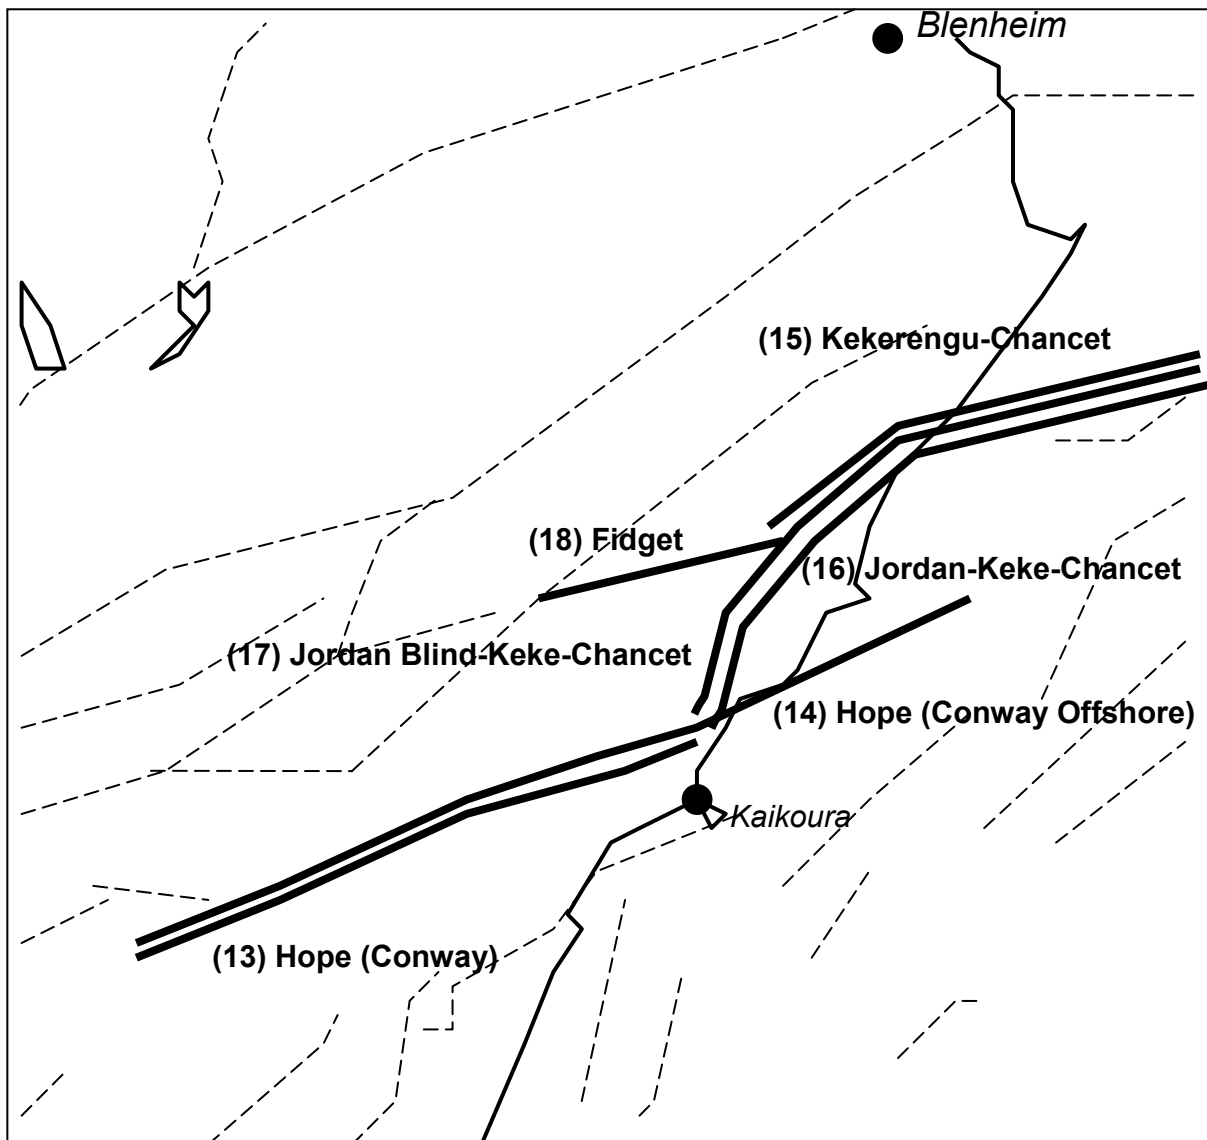 Blenheim
(15) Kekerengu-Chancet
(18) Fidget
(16) Jordan-Keke-Chancet
(17) Jordan Blind-Keke-Chancet
(14) Hope (Conway Offshore)
Kaikoura
(13) Hope (Conway)